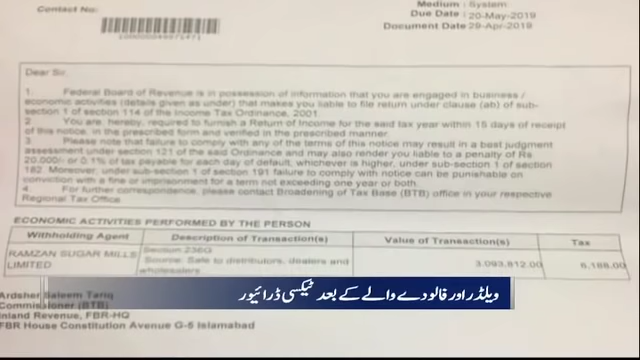 Contact No:
Medium : System
Due Date : 20-May-2019
Document Date 29-Apr-2019
Dear Sir,
1. Federal Board of Revenue is in possession of information that you are engaged in business /
economic activities (details given as under) that makes you liable to file return under clause (ab) of sub-
section 1 of section 114 of the Income Tax Ordinance, 2001.
2 You are, hereby, required to furnish a Return of Income for the said tax year within 15 days of receipt
of this notice, in the prescribed form and verified in the prescribed manner.
3. Please note that failure to comply with any of the terms of this notice may result in a best judgment
assessment under section 121 of the said Ordinance and may also render you liable to a penalty of Rs
20,000/- or 0.1% of tax payable for each day of default, whichever is higher, under sub-section 1 of section
182. Moreover, under sub-section 1 of section 191 failure to comply with notice can be punishable on
conviction with a fine or imprisonment for a term not exceeding one year or both.
4. For further correspondence, please contact Broadening of Tax Base (BTB) office in your respective
Regional Tax Office.
ECONOMIC ACTIVITIES PERFORMED BY THE PERSON
Withholding Agent Description of Transaction(s) Value of Transaction(s) Tax
RAMZAN SUGAR MILLS LIMITED Section 236G Source: Sale to distributors, dealers and wholesalers 3,093,812.00 6,188.00
ویلڈر اور فالودے والے کے بعد ٹیکسی ڈرائیور
Ardsher Saleem Tariq
Commissioner (BTB)
Inland Revenue, FBR-HQ
FBR House Constitution Avenue G-5 Islamabad